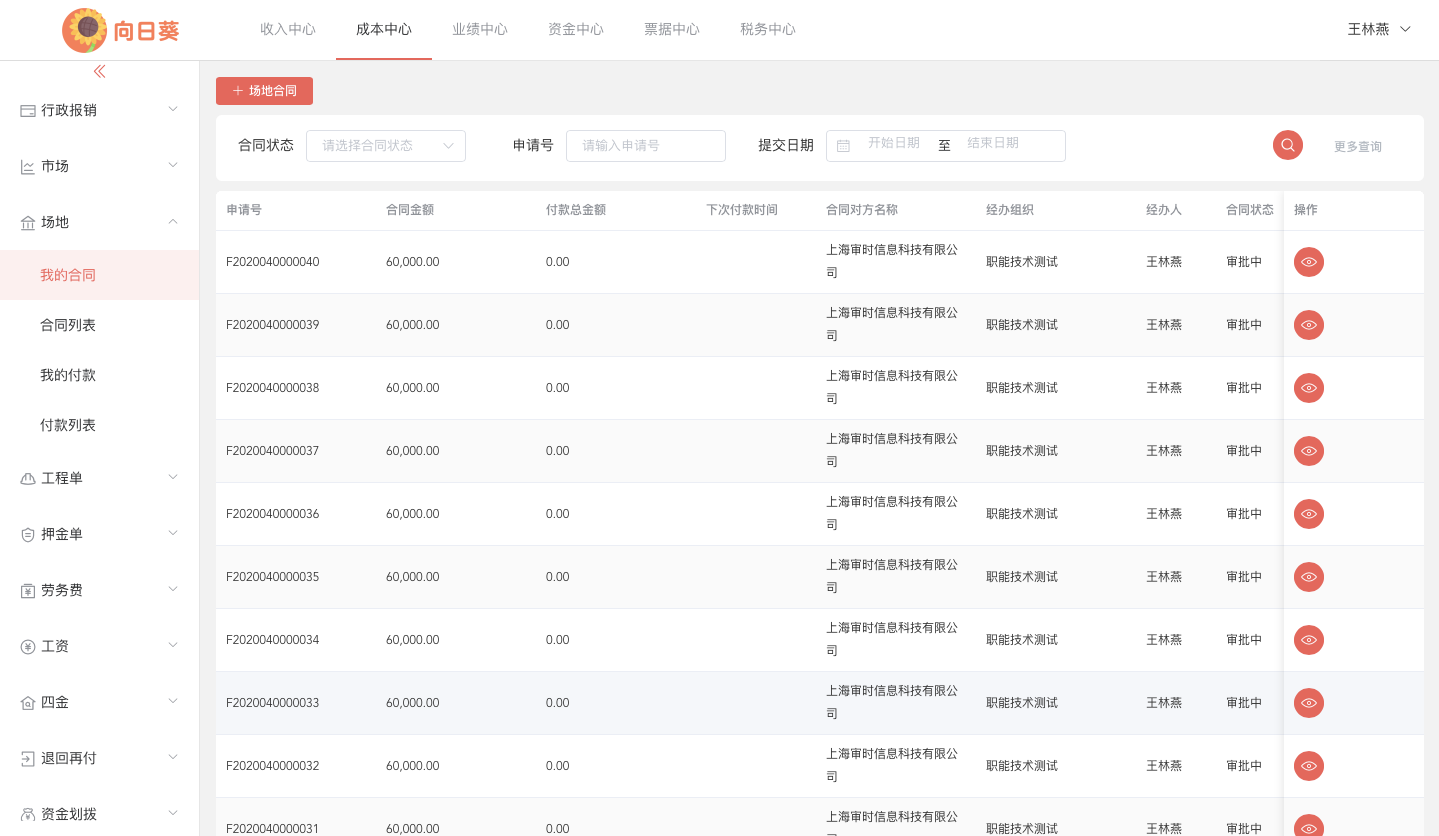 向日葵
收入中心 成本中心 业绩中心 资金中心 票据中心 税务中心
王林燕
行政报销
市场
场地
我的合同
合同列表
我的付款
付款列表
工程单
押金单
劳务费
工资
四金
退回再付
资金划拨
场地合同
合同状态 请选择合同状态 申请号 请输入申请号 提交日期 开始日期 至 结束日期 更多查询
申请号 合同金额 付款总金额 下次付款时间 合同对方名称 经办组织 经办人 合同状态 操作
F2020040000040 60,000.00 0.00 上海审时信息科技有限公
司 职能技术测试 王林燕 审批中
F2020040000039 60,000.00 0.00 上海审时信息科技有限公
司 职能技术测试 王林燕 审批中
F2020040000038 60,000.00 0.00 上海审时信息科技有限公
司 职能技术测试 王林燕 审批中
F2020040000037 60,000.00 0.00 上海审时信息科技有限公
司 职能技术测试 王林燕 审批中
F2020040000036 60,000.00 0.00 上海审时信息科技有限公
司 职能技术测试 王林燕 审批中
F2020040000035 60,000.00 0.00 上海审时信息科技有限公
司 职能技术测试 王林燕 审批中
F2020040000034 60,000.00 0.00 上海审时信息科技有限公
司 职能技术测试 王林燕 审批中
F2020040000033 60,000.00 0.00 上海审时信息科技有限公
司 职能技术测试 王林燕 审批中
F2020040000032 60,000.00 0.00 上海审时信息科技有限公
司 职能技术测试 王林燕 审批中
F2020040000031 60,000.00 0.00 上海审时信息科技有限公
职能技术测试 王林燕 审批中